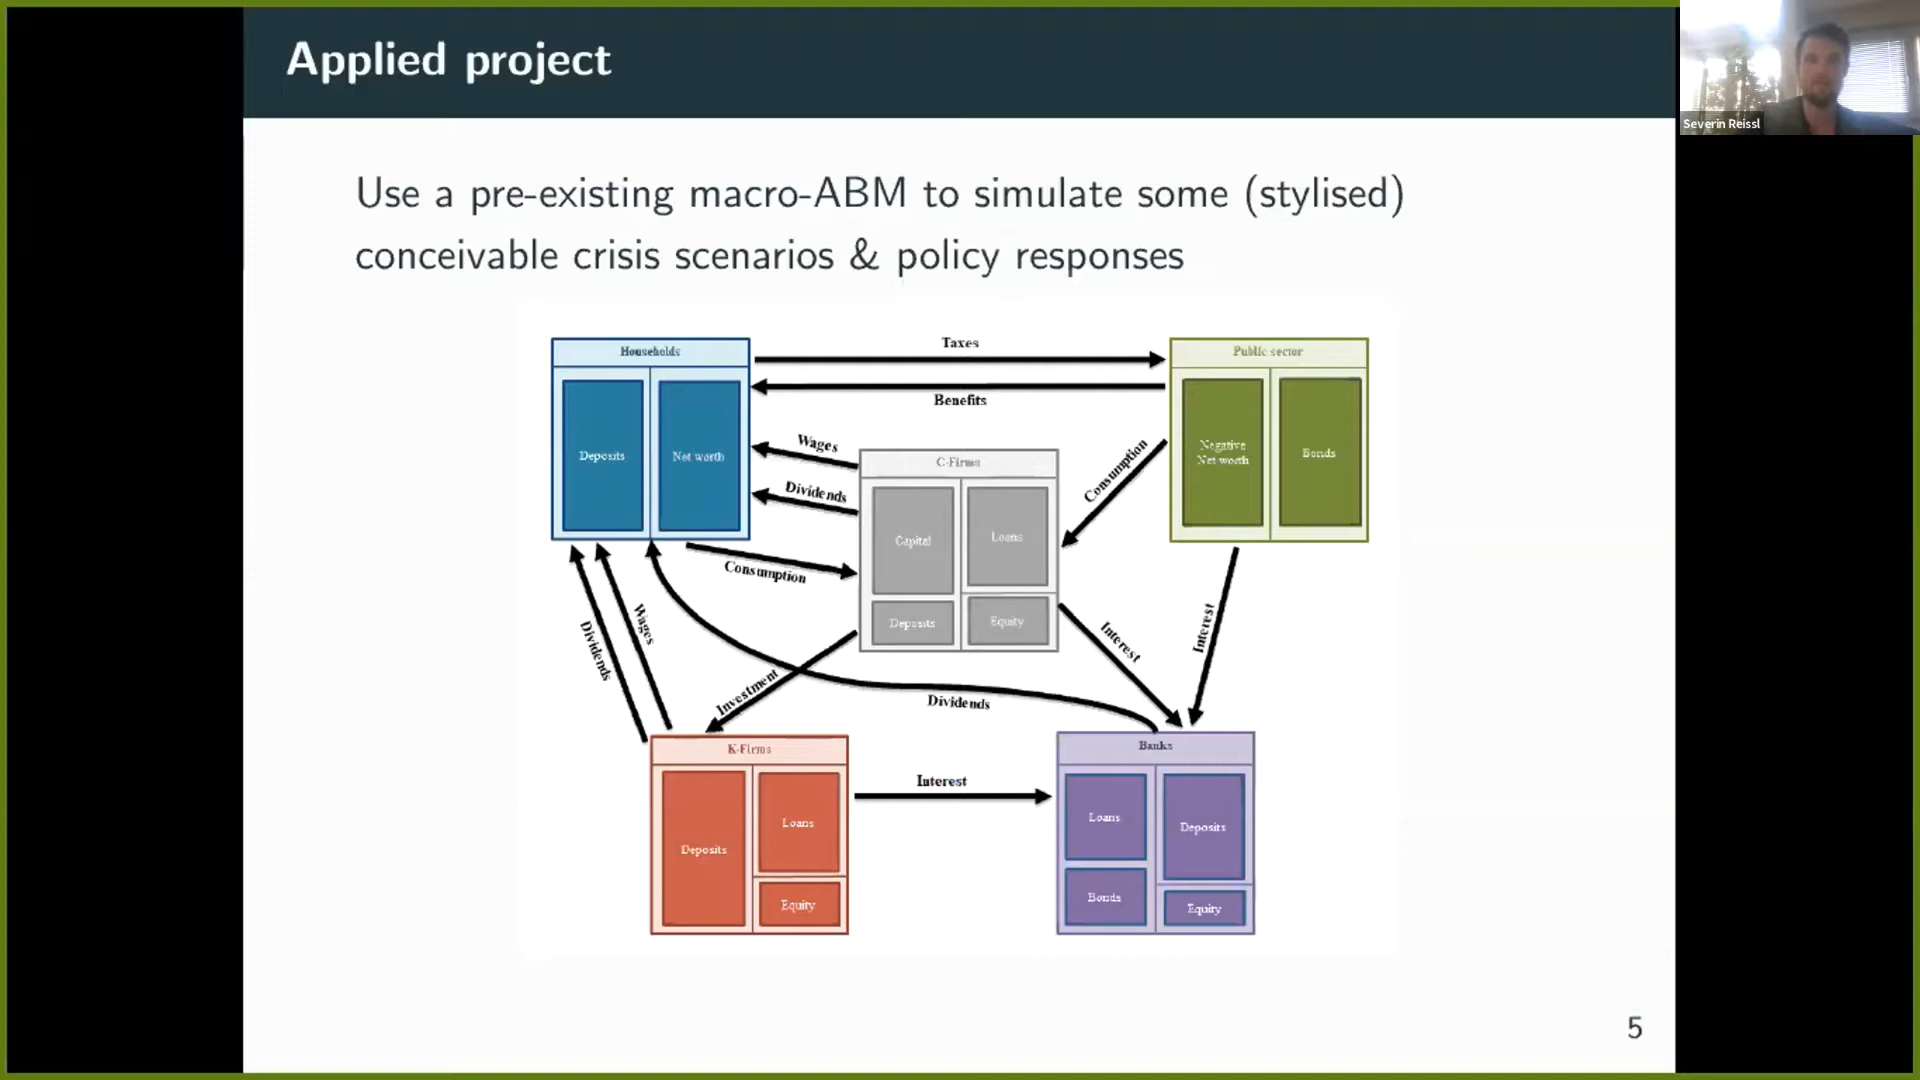 Applied project
Severin Reissl
Use a pre-existing macro-ABM to simulate some (stylised)
conceivable crisis scenarios & policy responses
Households
Deposits
Net worth
Taxes
Benefits
Public sector
Negative
Net worth
Bonds
Wages
Dividends
Consumption
C-Firms
Capital
Loans
Deposits
Equity
Consumption
Dividends
Wages
Investment
Dividends
Interest
Interest
K-Firms
Deposits
Loans
Equity
Interest
Banks
Loans
Deposits
Bonds
Equity
5